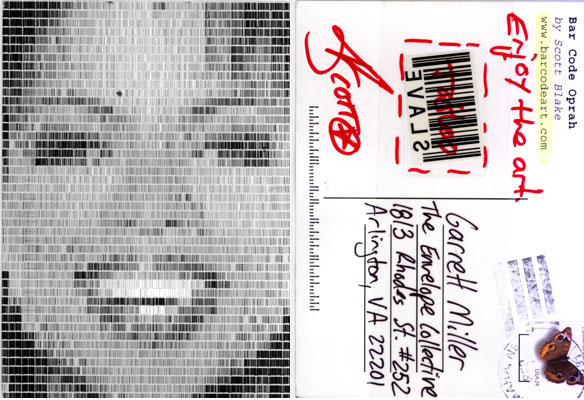 Bar Code Oprah
by Scott Blake
www.barcodeart.com
Enjoy the art.
SLAVE
Scott B
Garrett Miller
The Envelope Collective
1813 Rhodes St. #252
Arlington, VA 22201